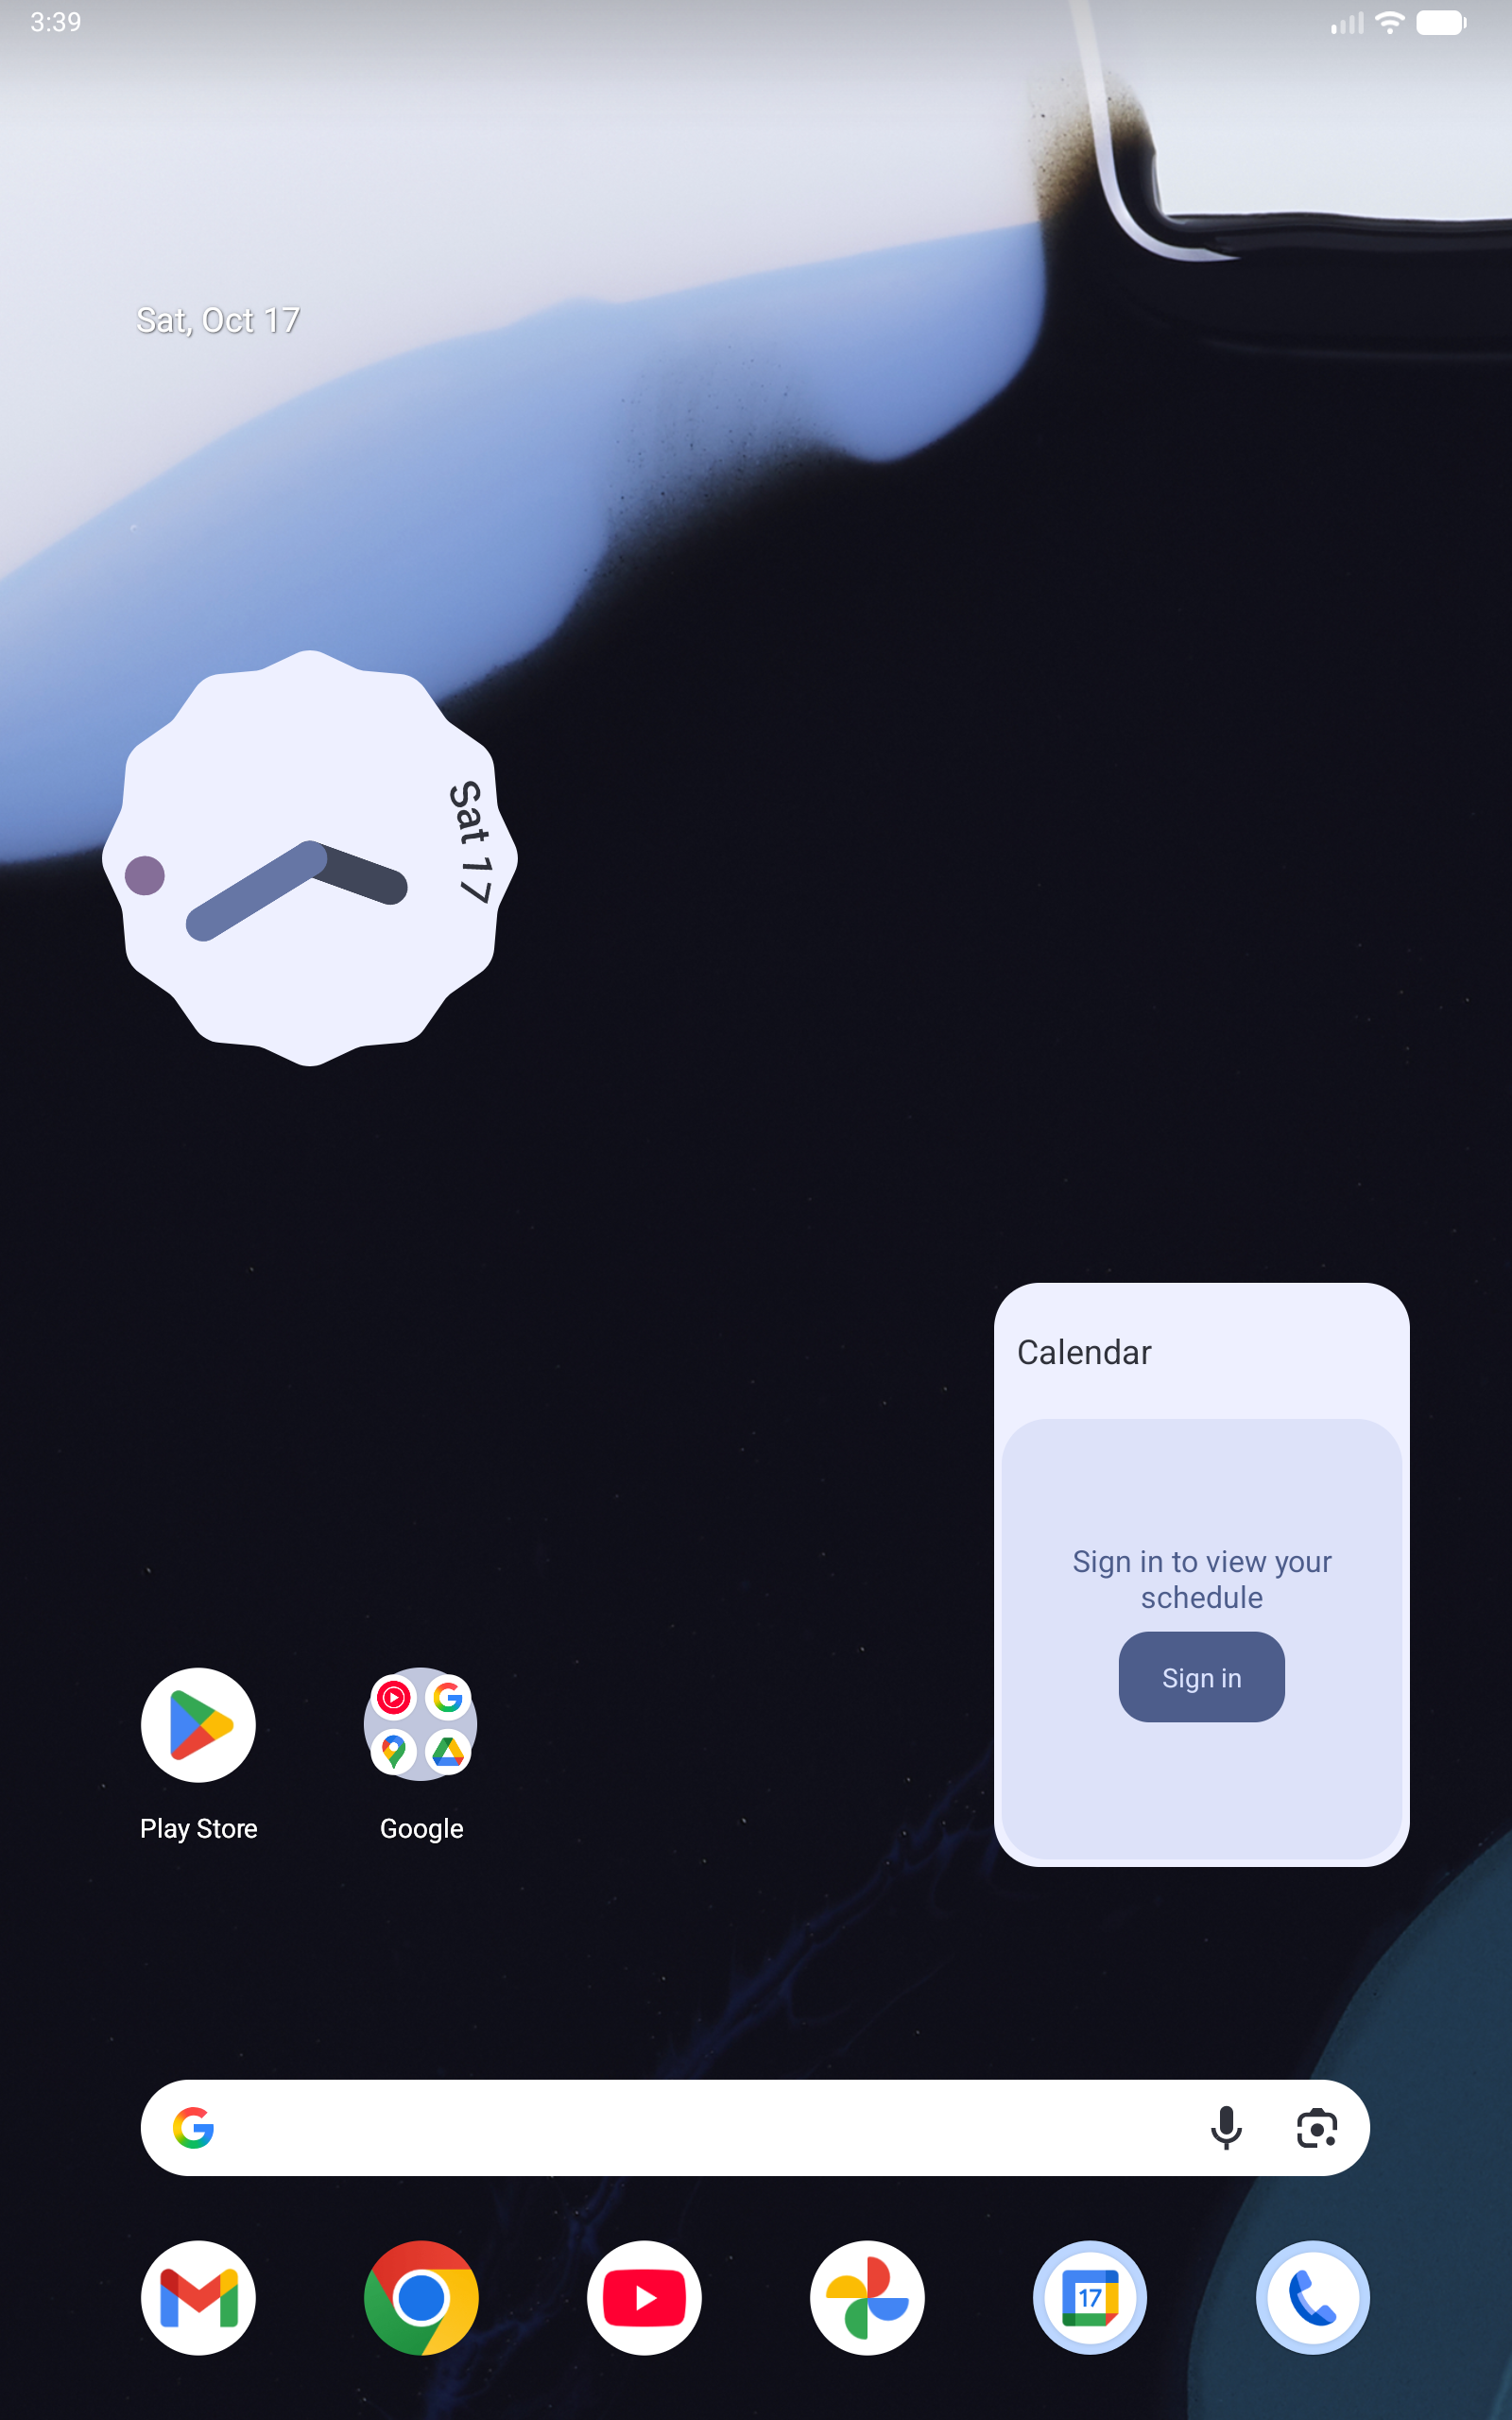 3:39
Sat, Oct 17
Sat 17
Calendar
Sign in to view your
schedule
Sign in
Play Store
Google
17